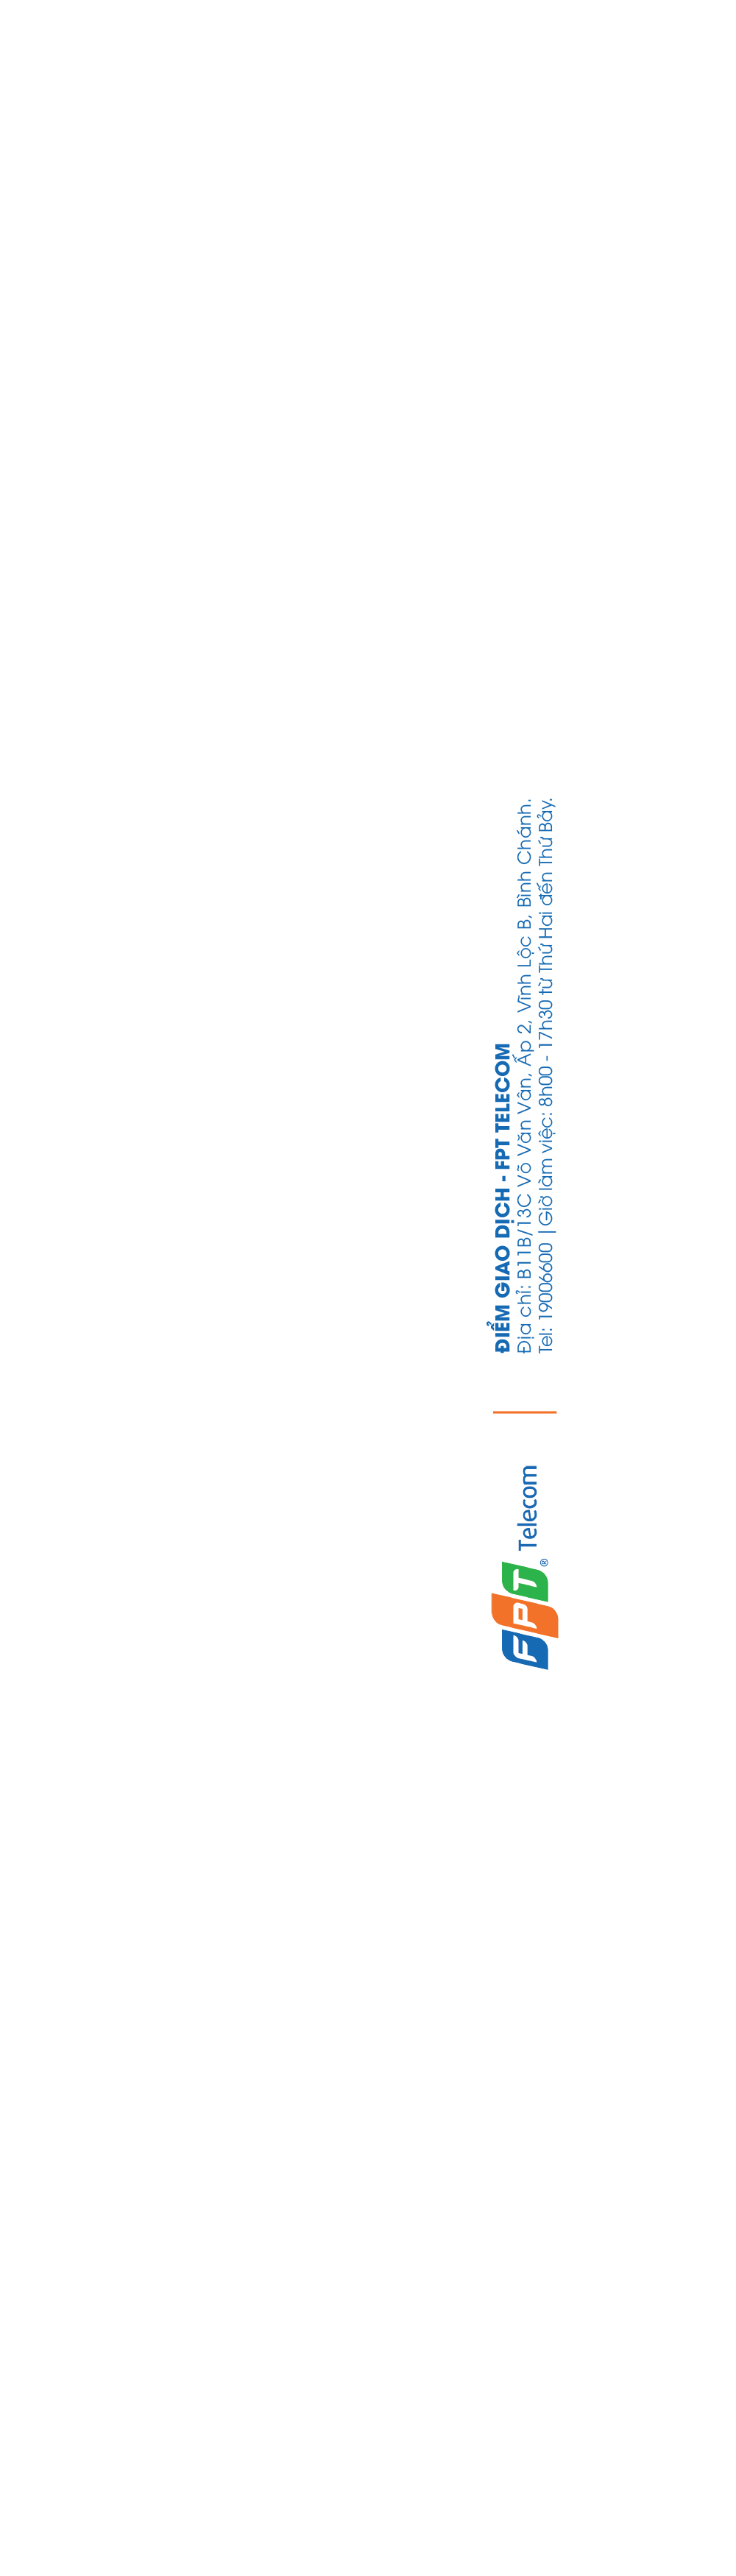 FPT® Telecom
ĐIỂM GIAO DỊCH - FPT TELECOM
Địa chỉ: B11B/13C Võ Văn Vân, Ấp 2, Vĩnh Lộc B, Bình Chánh.
Tel: 19006600 | Giờ làm việc: 8h00 - 17h30 từ Thứ Hai đến Thứ Bảy.